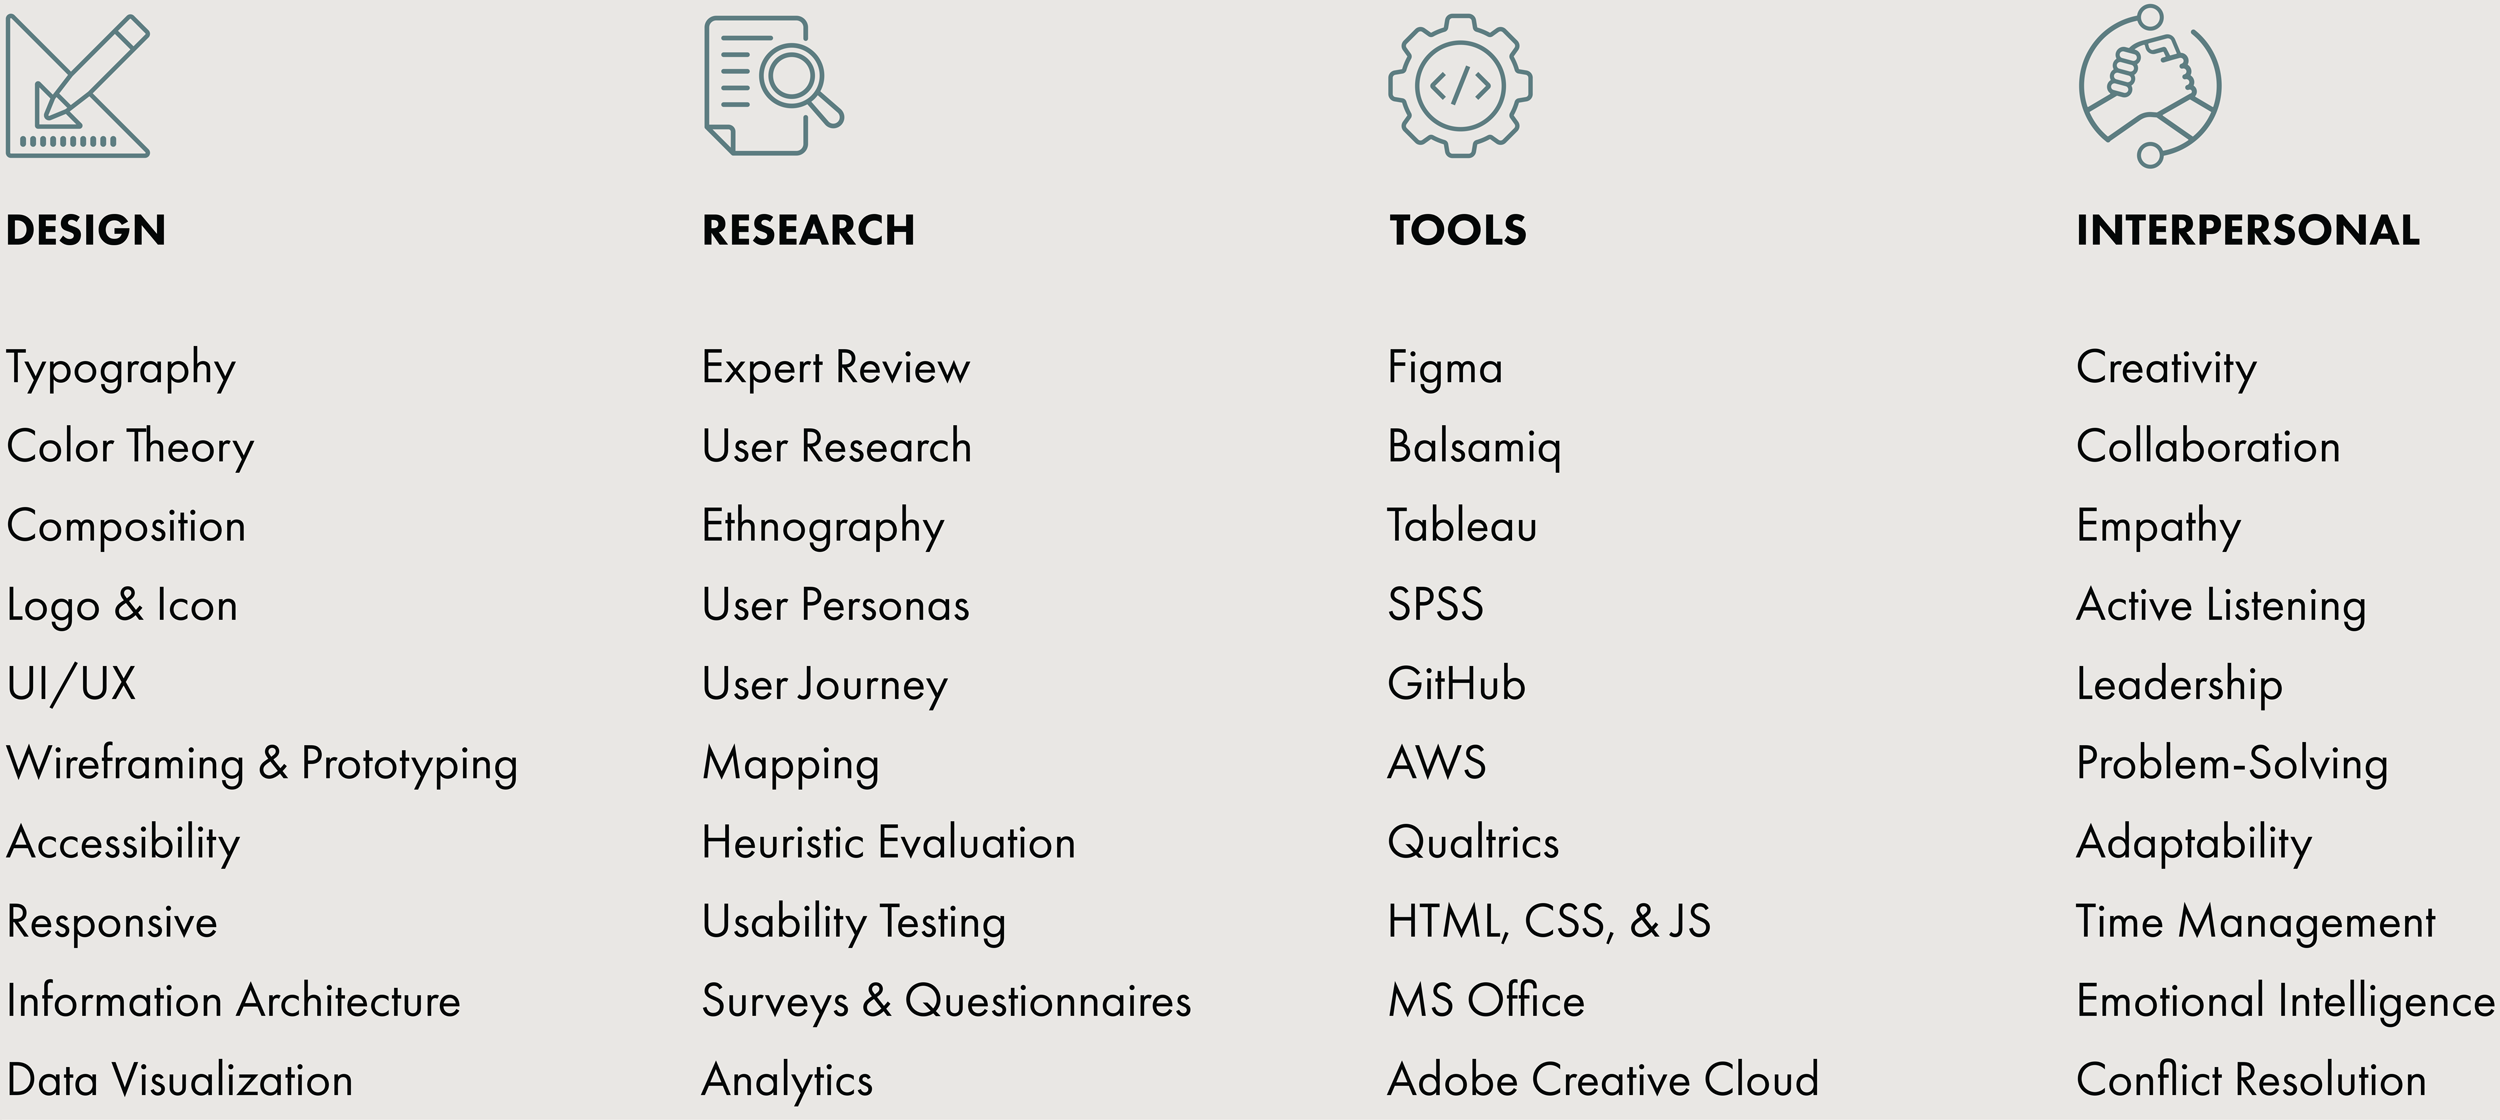 DESIGN
Typography
Color Theory
Composition
Logo & Icon
UI/UX
Wireframing & Prototyping
Accessibility
Responsive
Information Architecture
Data Visualization
RESEARCH
Expert Review
User Research
Ethnography
User Personas
User Journey
Mapping
Heuristic Evaluation
Usability Testing
Surveys & Questionnaires
Analytics
TOOLS
Figma
Balsamiq
Tableau
SPSS
GitHub
AWS
Qualtrics
HTML, CSS, & JS
MS Office
Adobe Creative Cloud
INTERPERSONAL
Creativity
Collaboration
Empathy
Active Listening
Leadership
Problem-Solving
Adaptability
Time Management
Emotional Intelligence
Conflict Resolution